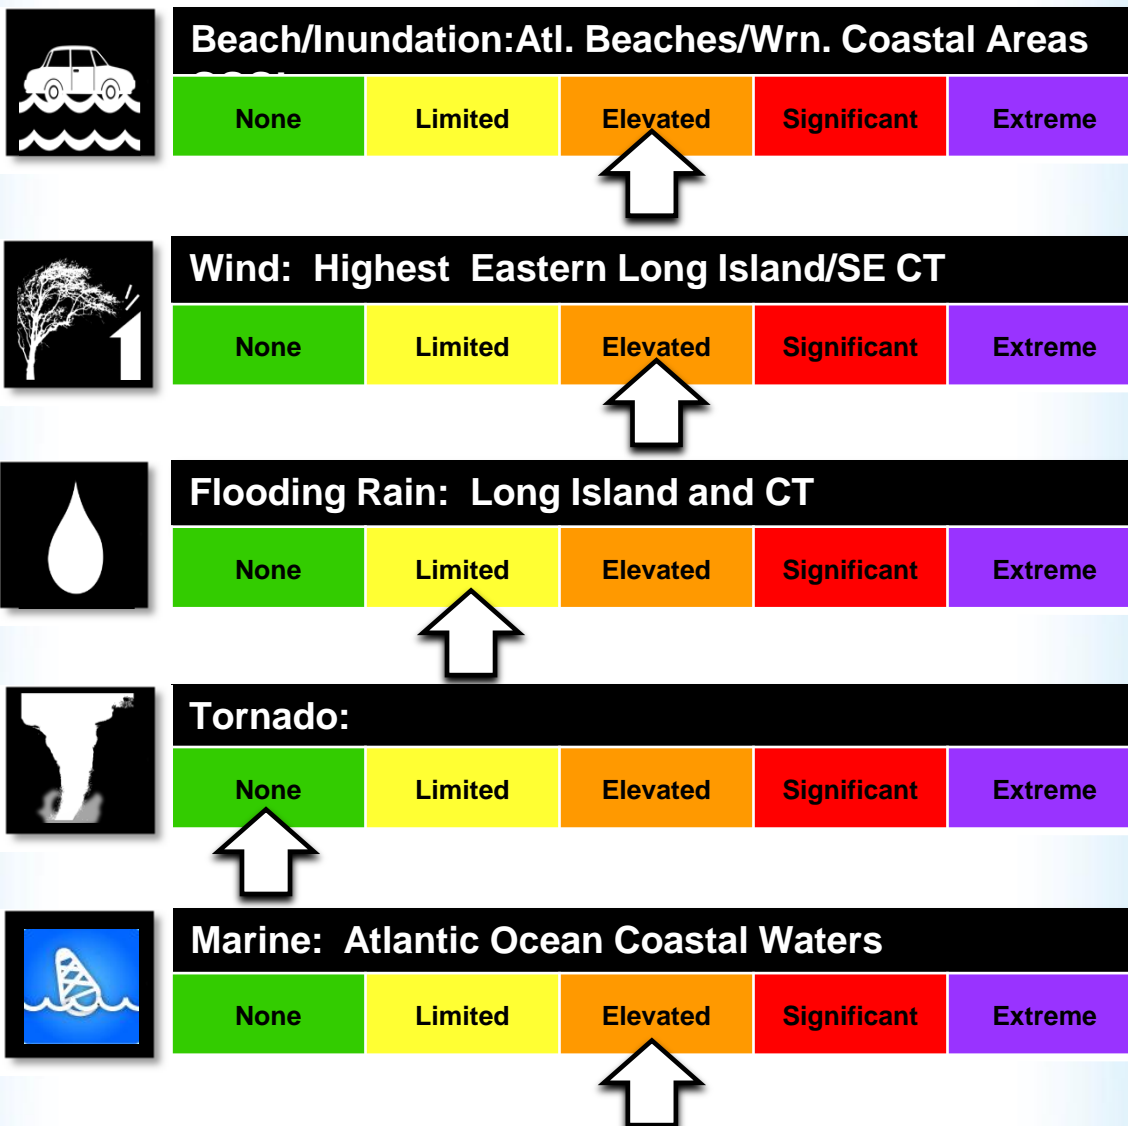 Beach/Inundation:Atl. Beaches/Wrn. Coastal Areas
None Limited Elevated Significant Extreme
Wind: Highest Eastern Long Island/SE CT
None Limited Elevated Significant Extreme
Flooding Rain: Long Island and CT
None Limited Elevated Significant Extreme
Tornado:
None Limited Elevated Significant Extreme
Marine: Atlantic Ocean Coastal Waters
None Limited Elevated Significant Extreme